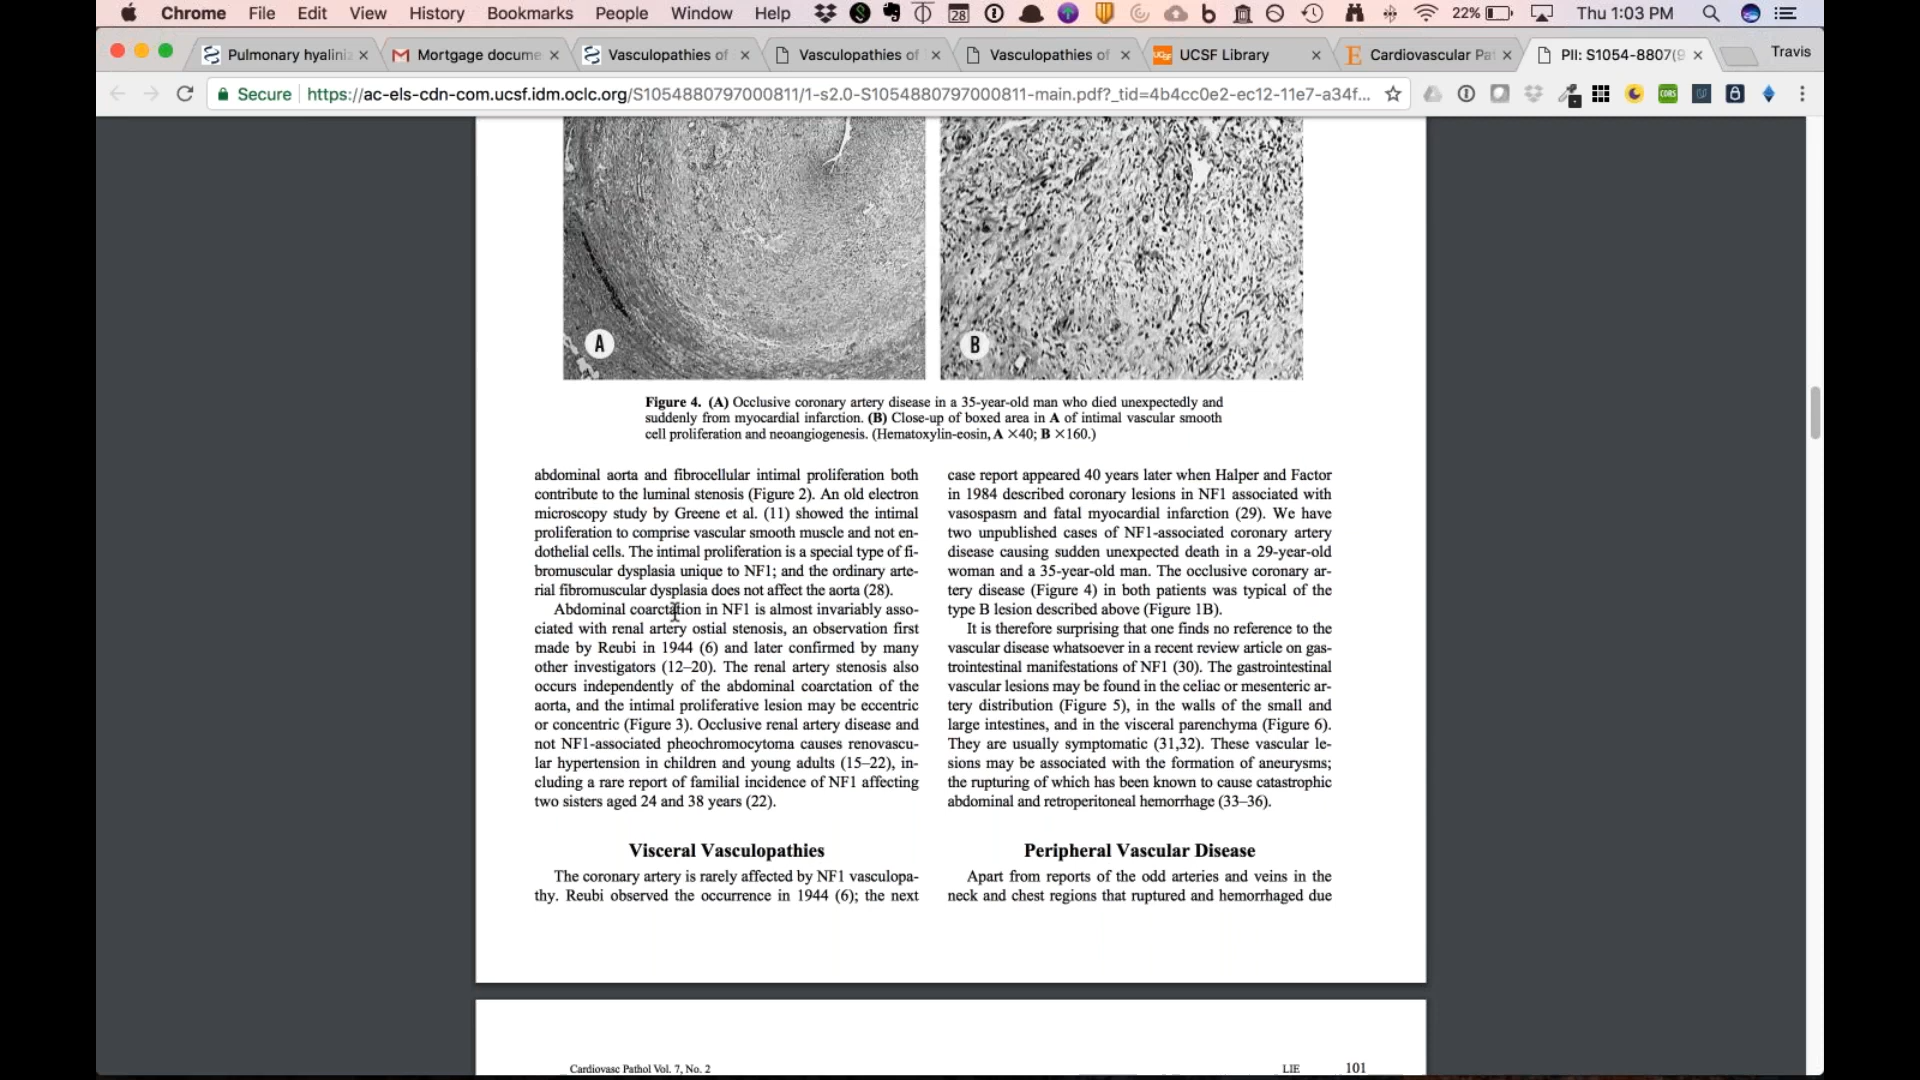 Chrome File Edit View History Bookmarks People Window Help 28 22% Thu 1:03 PM
Pulmonary hyaliniz
Mortgage docume
Vasculopathies of
Vasculopathies of
Vasculopathies of
UCSF Library
Cardiovascular Pat
PII: S1054-8807(9
Travis
Secure https://ac-els-cdn-com.ucsf.idm.oclc.org/S1054880797000811/1-s2.0-S1054880797000811-main.pdf?_tid=4b4cc0e2-ec12-11e7-a34f...
A
B
Figure 4. (A) Occlusive coronary artery disease in a 35-year-old man who died unexpectedly and
suddenly from myocardial infarction. (B) Close-up of boxed area in A of intimal vascular smooth
cell proliferation and neoangiogenesis. (Hematoxylin-eosin, A ×40; B ×160.)
abdominal aorta and fibrocellular intimal proliferation both
contribute to the luminal stenosis (Figure 2). An old electron
microscopy study by Greene et al. (11) showed the intimal
proliferation to comprise vascular smooth muscle and not en-
dothelial cells. The intimal proliferation is a special type of fi-
bromuscular dysplasia unique to NF1; and the ordinary arte-
rial fibromuscular dysplasia does not affect the aorta (28).
Abdominal coarctation in NF1 is almost invariably asso-
ciated with renal artery ostial stenosis, an observation first
made by Reubi in 1944 (6) and later confirmed by many
other investigators (12–20). The renal artery stenosis also
occurs independently of the abdominal coarctation of the
aorta, and the intimal proliferative lesion may be eccentric
or concentric (Figure 3). Occlusive renal artery disease and
not NF1-associated pheochromocytoma causes renovascu-
lar hypertension in children and young adults (15–22), in-
cluding a rare report of familial incidence of NF1 affecting
two sisters aged 24 and 38 years (22).
Visceral Vasculopathies
The coronary artery is rarely affected by NF1 vasculopa-
thy. Reubi observed the occurrence in 1944 (6); the next
case report appeared 40 years later when Halper and Factor
in 1984 described coronary lesions in NF1 associated with
vasospasm and fatal myocardial infarction (29). We have
two unpublished cases of NF1-associated coronary artery
disease causing sudden unexpected death in a 29-year-old
woman and a 35-year-old man. The occlusive coronary ar-
tery disease (Figure 4) in both patients was typical of the
type B lesion described above (Figure 1B).
It is therefore surprising that one finds no reference to the
vascular disease whatsoever in a recent review article on gas-
trointestinal manifestations of NF1 (30). The gastrointestinal
vascular lesions may be found in the celiac or mesenteric ar-
tery distribution (Figure 5), in the walls of the small and
large intestines, and in the visceral parenchyma (Figure 6).
They are usually symptomatic (31,32). These vascular le-
sions may be associated with the formation of aneurysms;
the rupturing of which has been known to cause catastrophic
abdominal and retroperitoneal hemorrhage (33–36).
Peripheral Vascular Disease
Apart from reports of the odd arteries and veins in the
neck and chest regions that ruptured and hemorrhaged due
Cardiovasc Pathol Vol. 7, No. 2
LIE 101